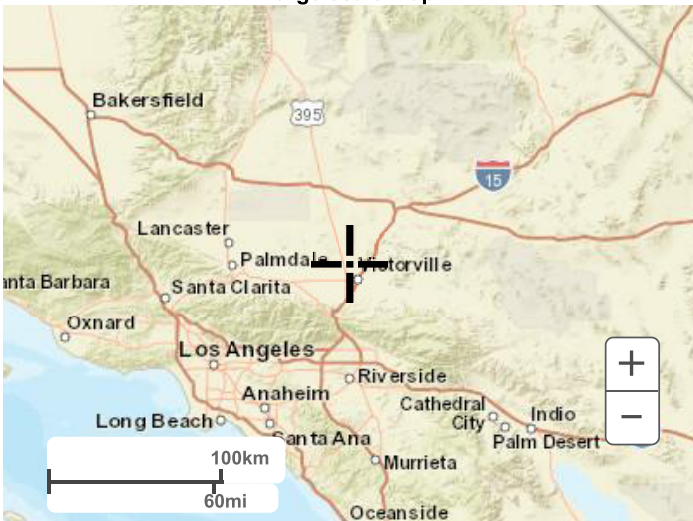 Bakersfield
395
15
Lancaster
Palmdale
Victorville
anta Barbara
Santa Clarita
Oxnard
Los Angeles
Riverside
Anaheim
Cathedral
City
Indio
Long Beach
Palm Desert
Santa Ana
Murrieta
Oceanside
100km
60mi
+
−